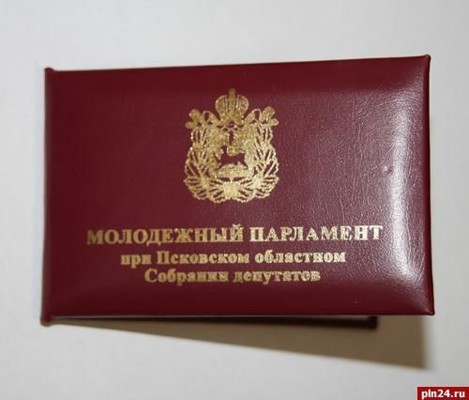 МОЛОДЕЖНЫЙ ПАРЛАМЕНТ
при Псковском областном
Собрании депутатов
pln24.ru